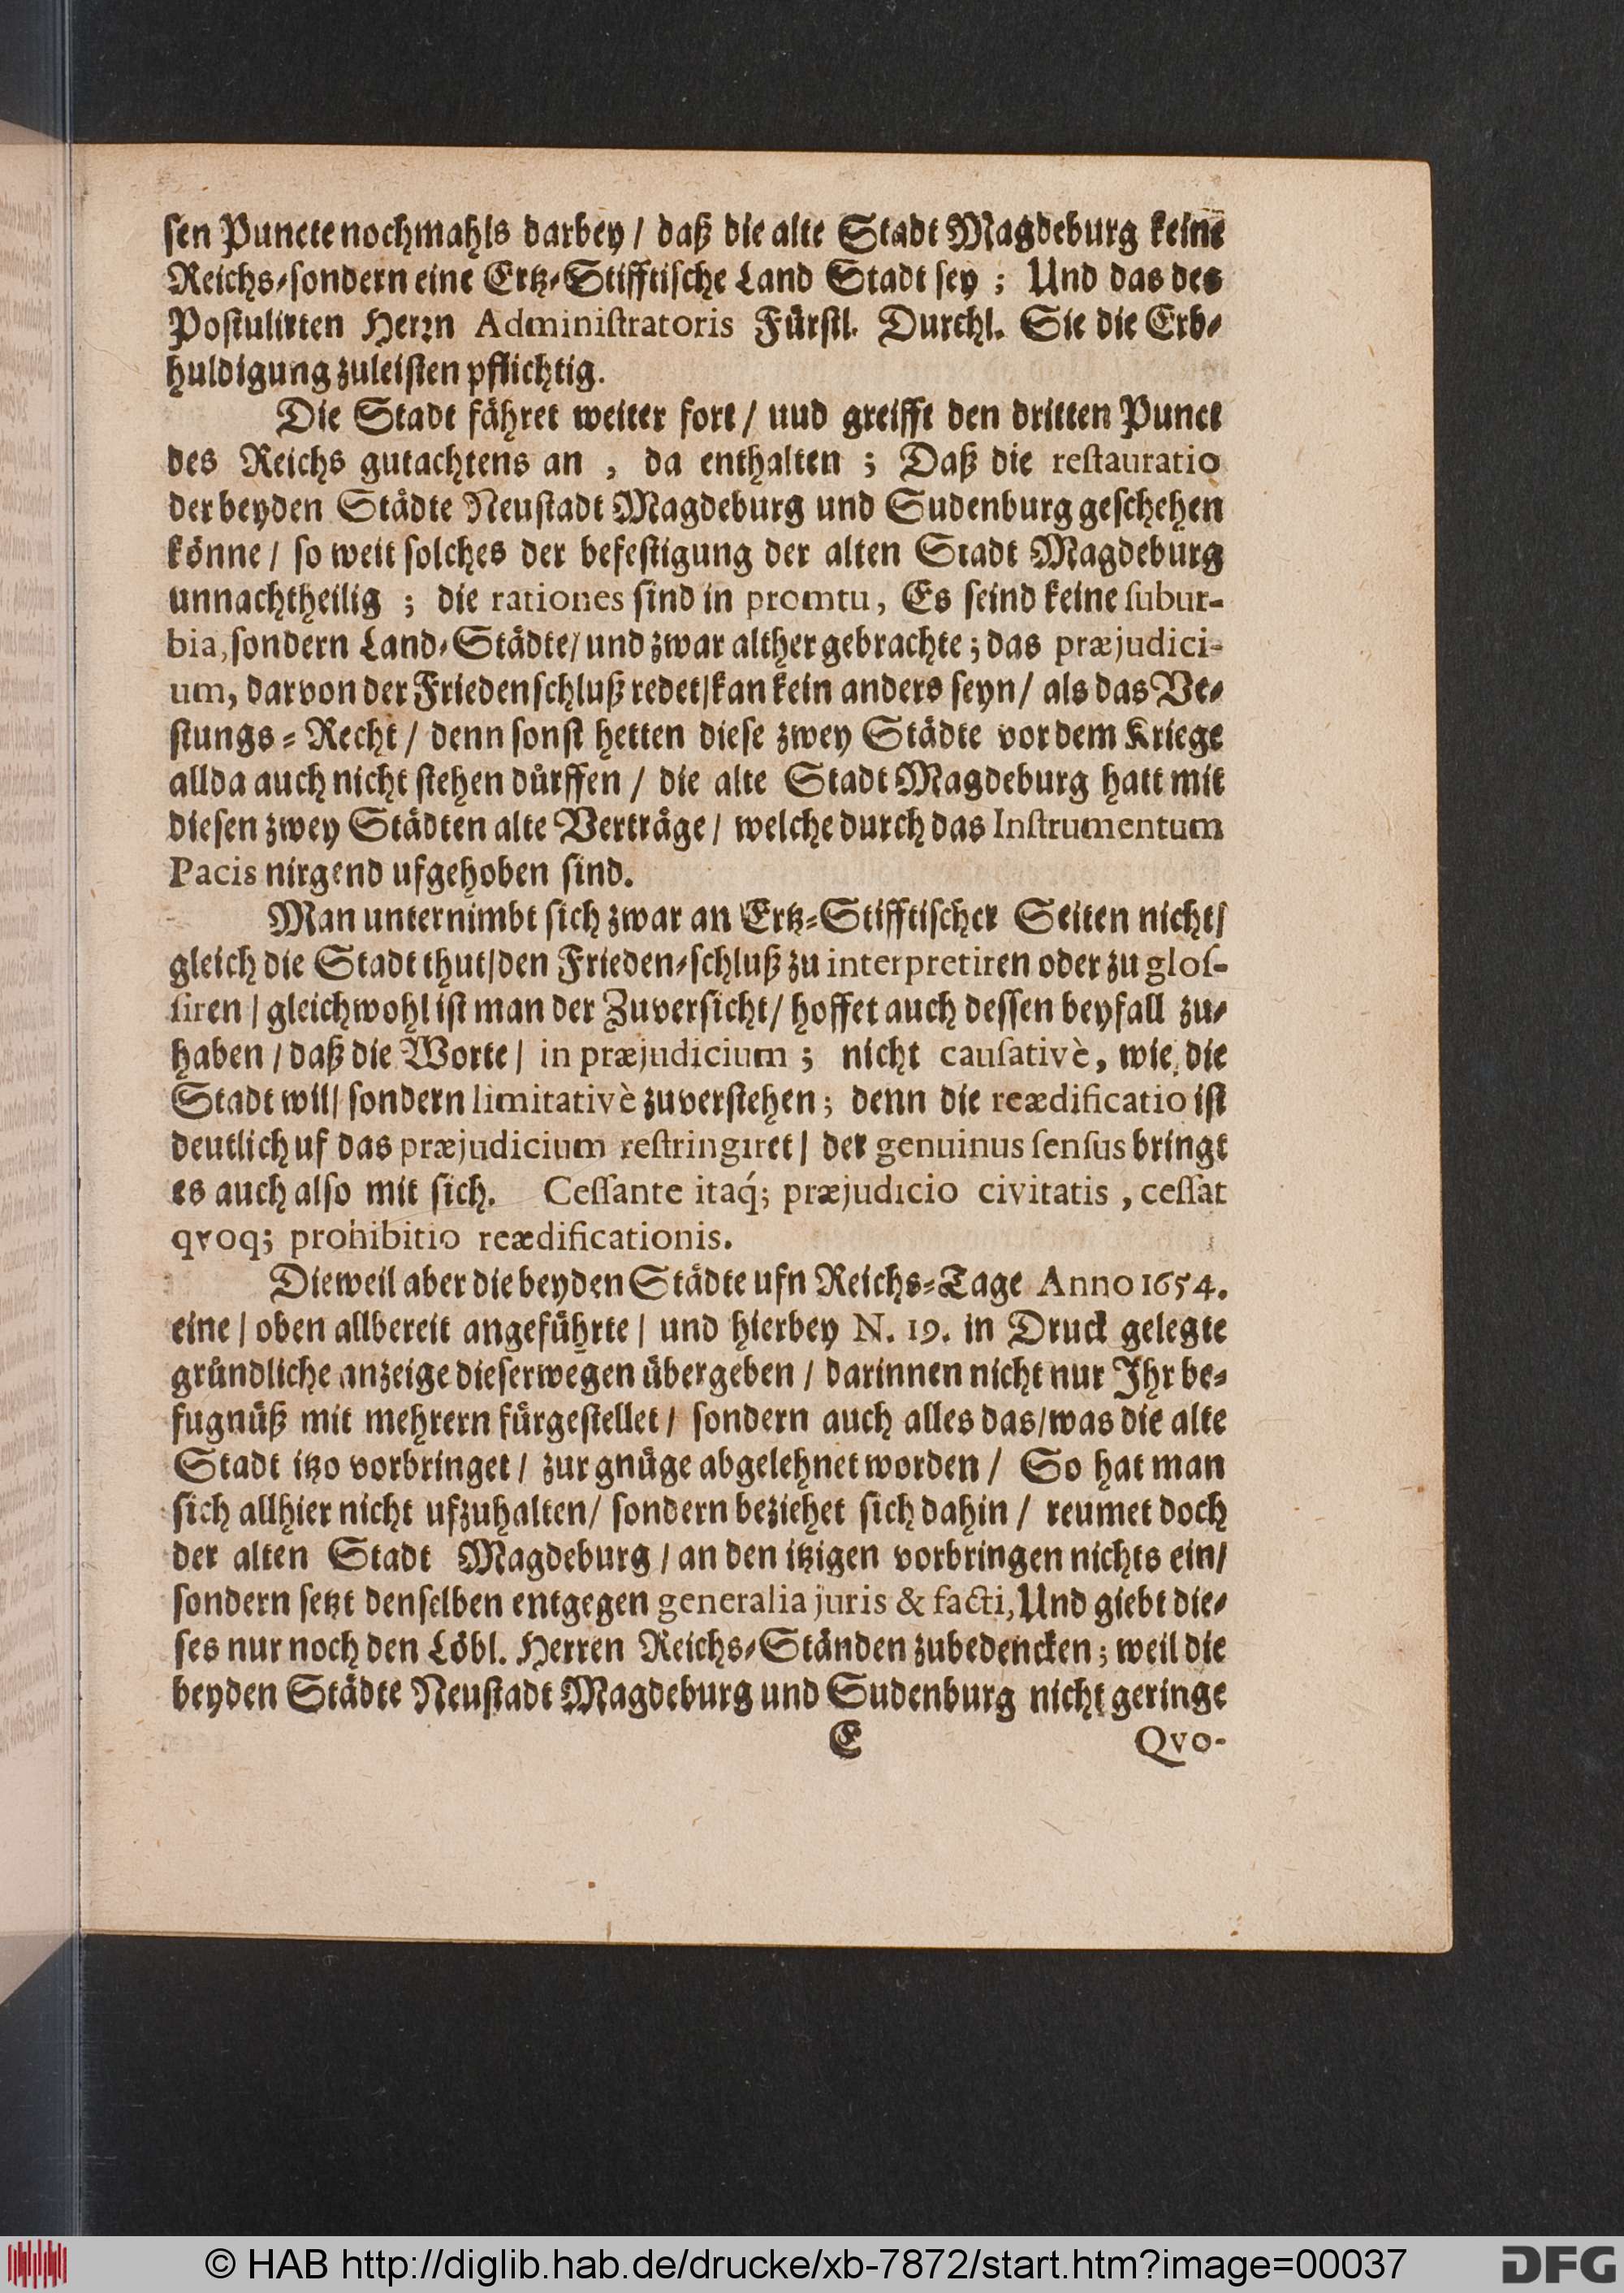 sen Puncte nochmahls darbey / daß die alte Stadt Magdeburg keine
Reichs-sondern eine Ertz-Stifftische Land Stadt sey ; Und das des
Postulirten Herrn Administratoris Fürstl. Durchl. Sie die Erb-
huldigung zuleisten pflichtig.
Die Stadt fähret weiter fort / uud greifft den dritten Punct
des Reichs gutachtens an , da enthalten ; Daß die restauratio
der beyden Städte Neustadt Magdeburg und Sudenburg geschehen
könne / so weit solches der befestigung der alten Stadt Magdeburg
unnachtheilig ; die rationes sind in promtu, Es seind keine subur-
bia, sondern Land-Städte / und zwar alther gebrachte ; das præjudici-
um, darvon der Friedenschluß redet / kan kein anders seyn / als das Ve-
stungs-Recht / denn sonst hetten diese zwey Städte vor dem Kriege
allda auch nicht stehen dürffen / die alte Stadt Magdeburg hatt mit
diesen zwey Städten alte Verträge / welche durch das Instrumentum
Pacis nirgend ufgehoben sind.
Man unternimbt sich zwar an Ertz-Stifftischer Seiten nicht /
gleich die Stadt thut / den Frieden-schluß zu interpretiren oder zu glos-
siren / gleichwohl ist man der Zuversicht / hoffet auch dessen beyfall zu-
haben / daß die Worte / in præjudicium ; nicht causativè, wie die
Stadt wil / sondern limitativè zuverstehen ; denn die reædificatio ist
deutlich uf das præjudicium restringiret / der genuinus sensus bringt
es auch also mit sich. Cessante itaq́; præjudicio civitatis , cessat
qvoq; prohibitio reædificationis.
Dieweil aber die beyden Städte ufn Reichs-Tage Anno 1654.
eine / oben allbereit angeführte / und hierbey N. 19. in Druck gelegte
gründliche anzeige dieserwegen übergeben / darinnen nicht nur Ihr be-
fugnüß mit mehrern fürgestellet / sondern auch alles das / was die alte
Stadt itzo vorbringet / zur gnüge abgelehnet worden / So hat man
sich allhier nicht ufzuhalten / sondern beziehet sich dahin / reumet doch
der alten Stadt Magdeburg / an den itzigen vorbringen nichts ein /
sondern setzt denselben entgegen generalia juris & facti, Und giebt die-
ses nur noch den Löbl. Herren Reichs-Ständen zubedencken ; weil die
beyden Städte Neustadt Magdeburg und Sudenburg nicht geringe
E Qvo-
© HAB http://diglib.hab.de/drucke/xb-7872/start.htm?image=00037
DFG